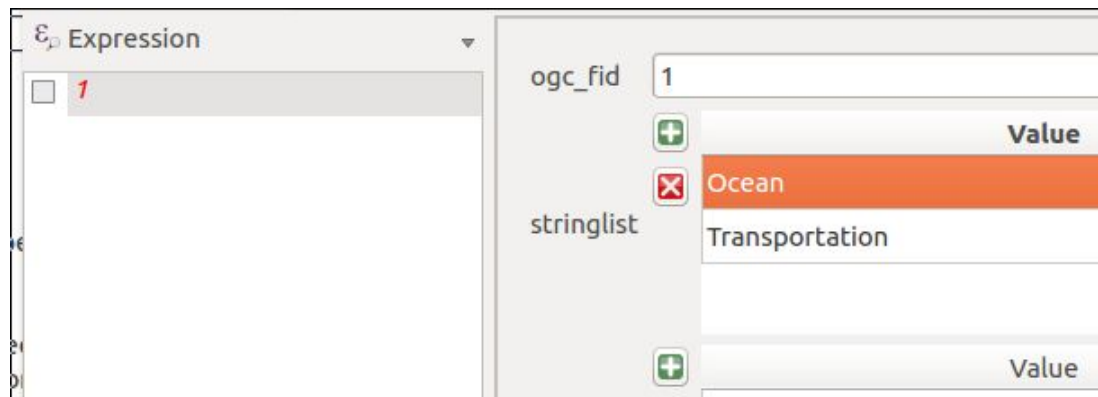 Expression
1
ogc_fid 1
Value
Ocean
stringlist
Transportation
Value